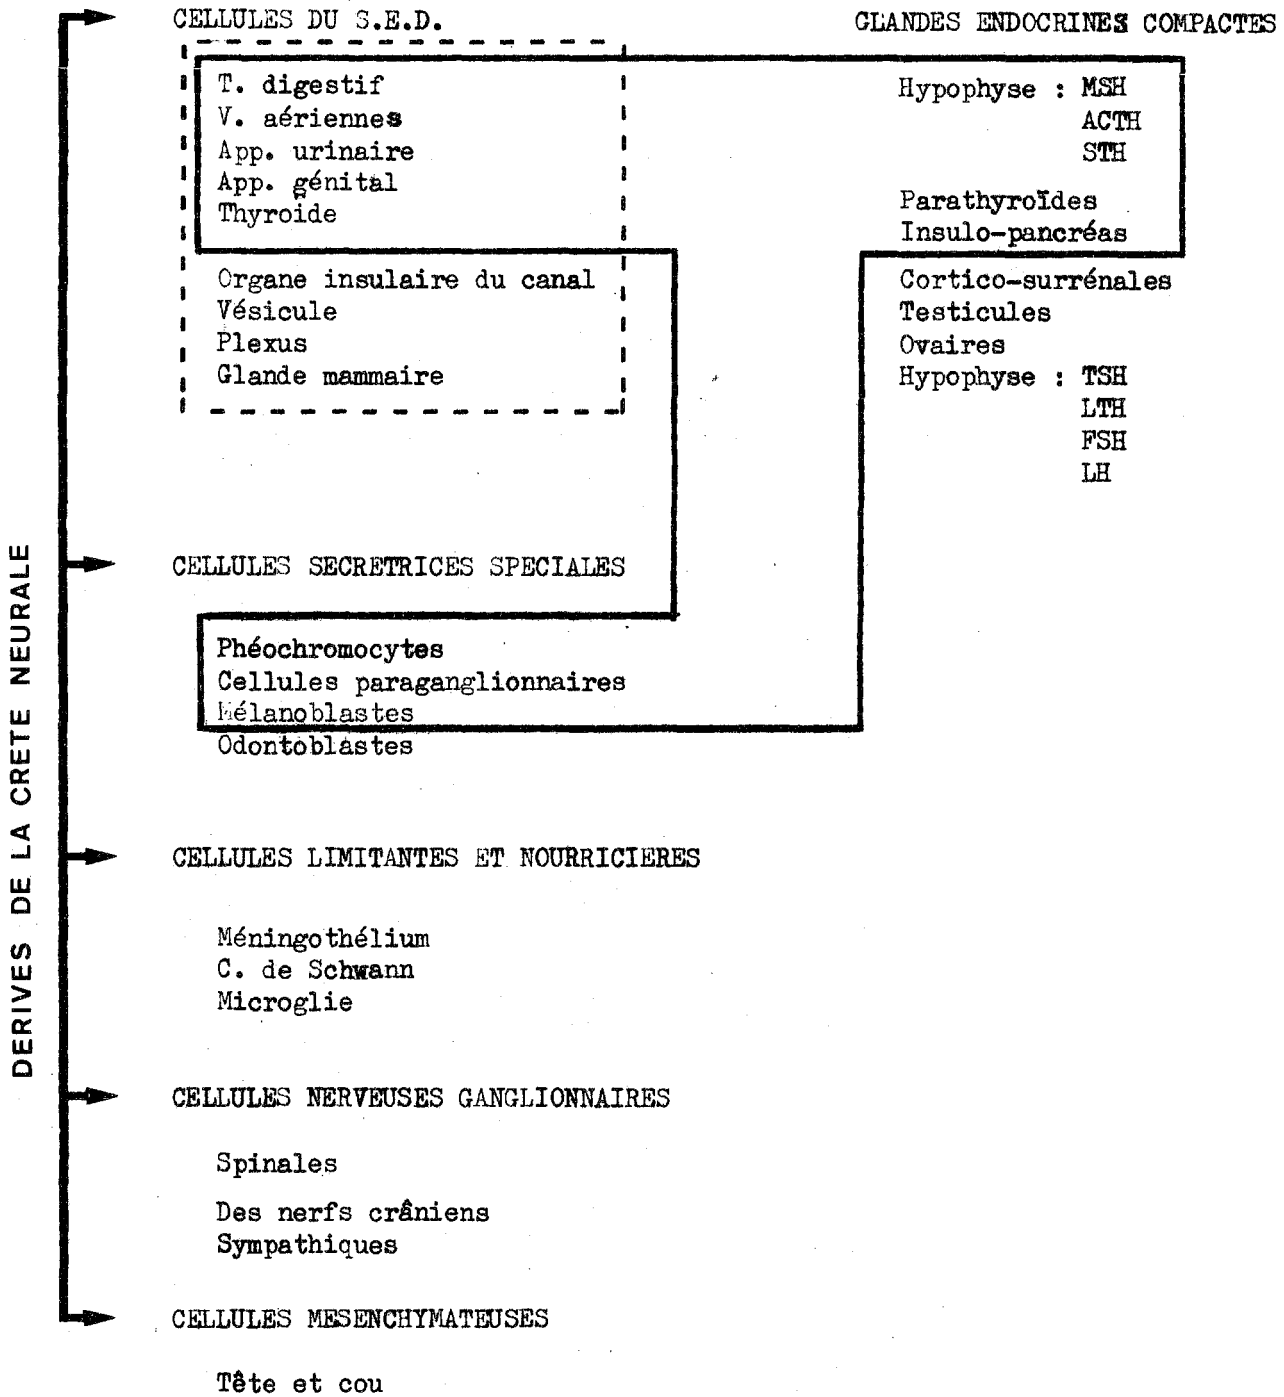 DERIVES DE LA CRETE NEURALE
CELLULES DU S.E.D.
T. digestif
V. aériennes
App. urinaire
App. génital
Thyroide
Organe insulaire du canal
Vésicule
Plexus
Glande mammaire
GLANDES ENDOCRINES COMPACTES
Hypophyse : MSH
ACTH
STH
Parathyroïdes
Insulo-pancréas
Cortico-surrénales
Testicules
Ovaires
Hypophyse : TSH
LTH
FSH
LH
CELLULES SECRETRICES SPECIALES
Phéochromocytes
Cellules paraganglionnaires
Mélanoblastes
Odontoblastes
CELLULES LIMITANTES ET NOURRICIERES
Méningothélium
C. de Schwann
Microglie
CELLULES NERVEUSES GANGLIONNAIRES
Spinales
Des nerfs crâniens
Sympathiques
CELLULES MESENCHYMATEUSES
Tête et cou